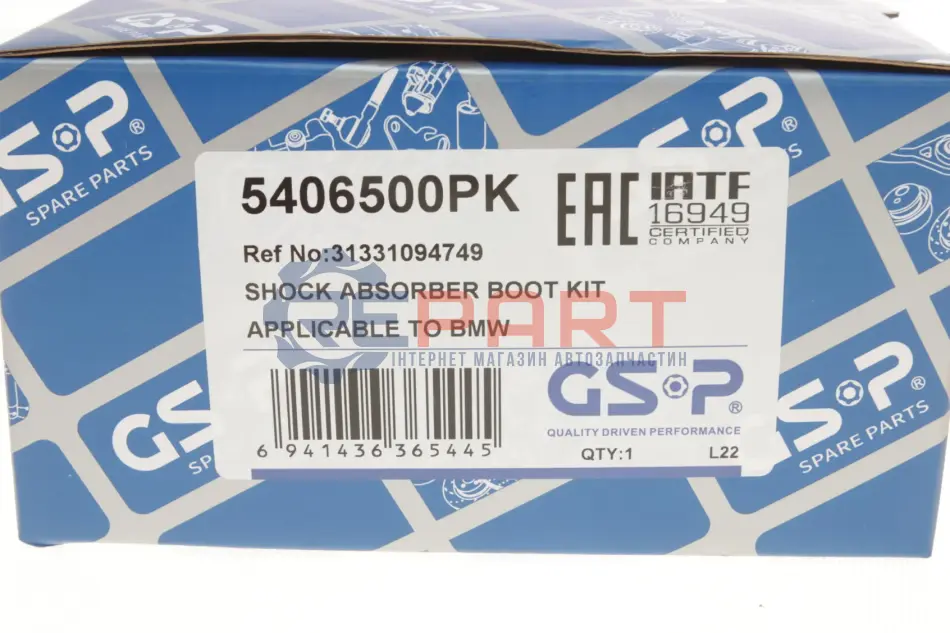 GS•P
GS•P®
SPARE PARTS
GS•P®
5406500PK
EAC
IATF
16949
CERTIFIED
COMPANY
Ref No:31331094749
SHOCK ABSORBER BOOT KIT
APPLICABLE TO BMW
REPART
ІНТЕРНЕТ МАГАЗИН АВТОЗАПЧАСТИН
6 941436 365445
GS•P®
QUALITY DRIVEN PERFORMANCE
QTY:1
L22
GS•P
SPARE PARTS
GS•P®
SPARE PARTS